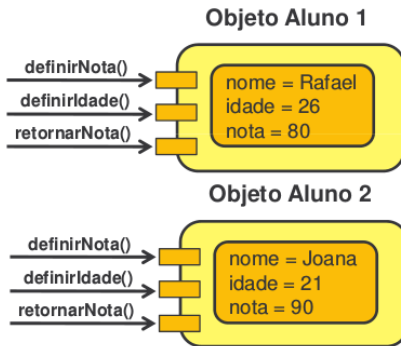 Objeto Aluno 1
definirNota()
definirIdade()
retornarNota()
nome = Rafael
idade = 26
nota = 80
Objeto Aluno 2
definirNota()
definirIdade()
retornarNota()
nome = Joana
idade = 21
nota = 90